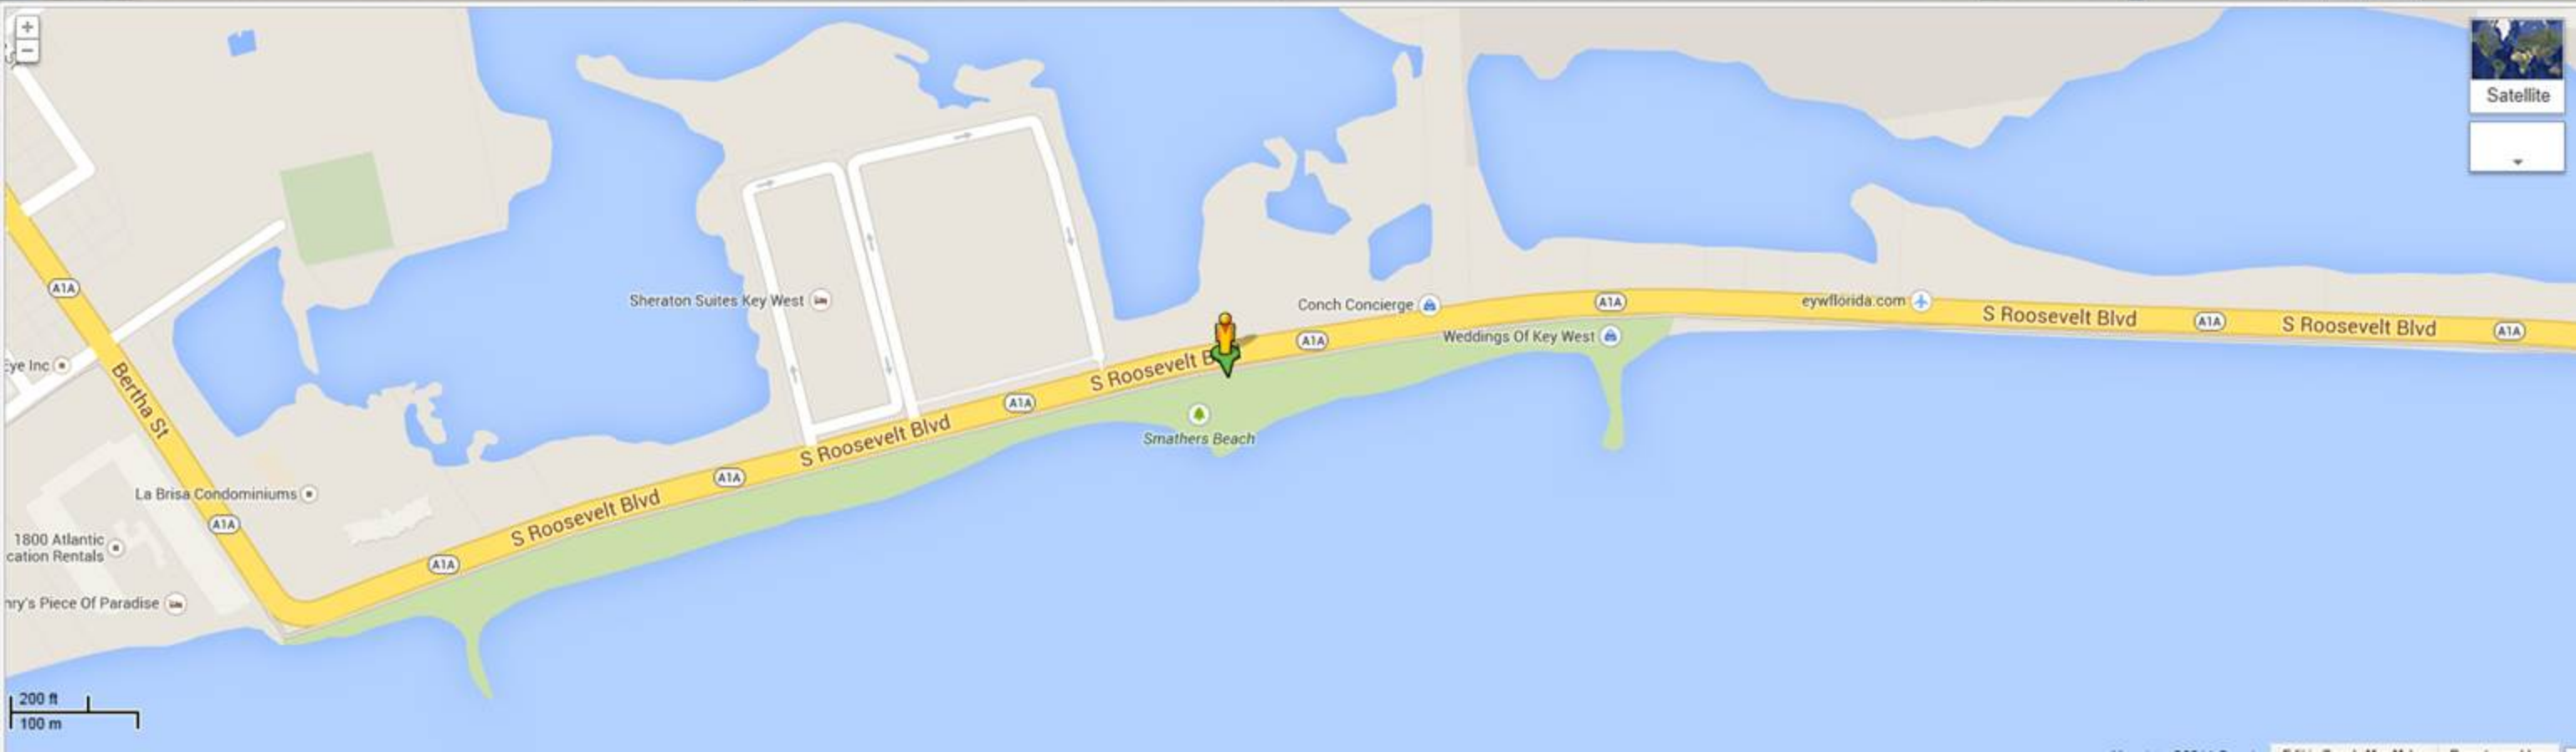 +
−
Satellite
A1A
Sheraton Suites Key West
Conch Concierge
A1A
eywflorida.com
S Roosevelt Blvd
A1A
S Roosevelt Blvd
A1A
A1A
Weddings Of Key West
Eye Inc
Bertha St
S Roosevelt B
A1A
Smathers Beach
S Roosevelt Blvd
A1A
La Brisa Condominiums
S Roosevelt Blvd
A1A
1800 Atlantic
cation Rentals
A1A
nry's Piece Of Paradise
200 ft
100 m